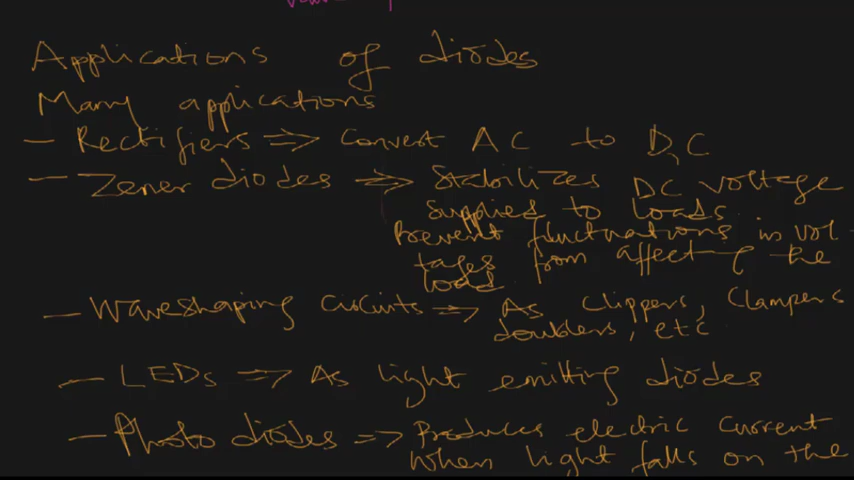 Applications of diodes
Many applications
- Rectifiers => Convert AC to DC
- Zener diodes => Stabilizes DC voltage
supplied to loads
Prevent fluctuations in vol
tages from affecting the
load
- Waveshaping circuits => As Clippers, Clampers
doublers, etc
- LEDs => As light emitting diodes
- Photo diodes => Produces electric current
When light falls on the